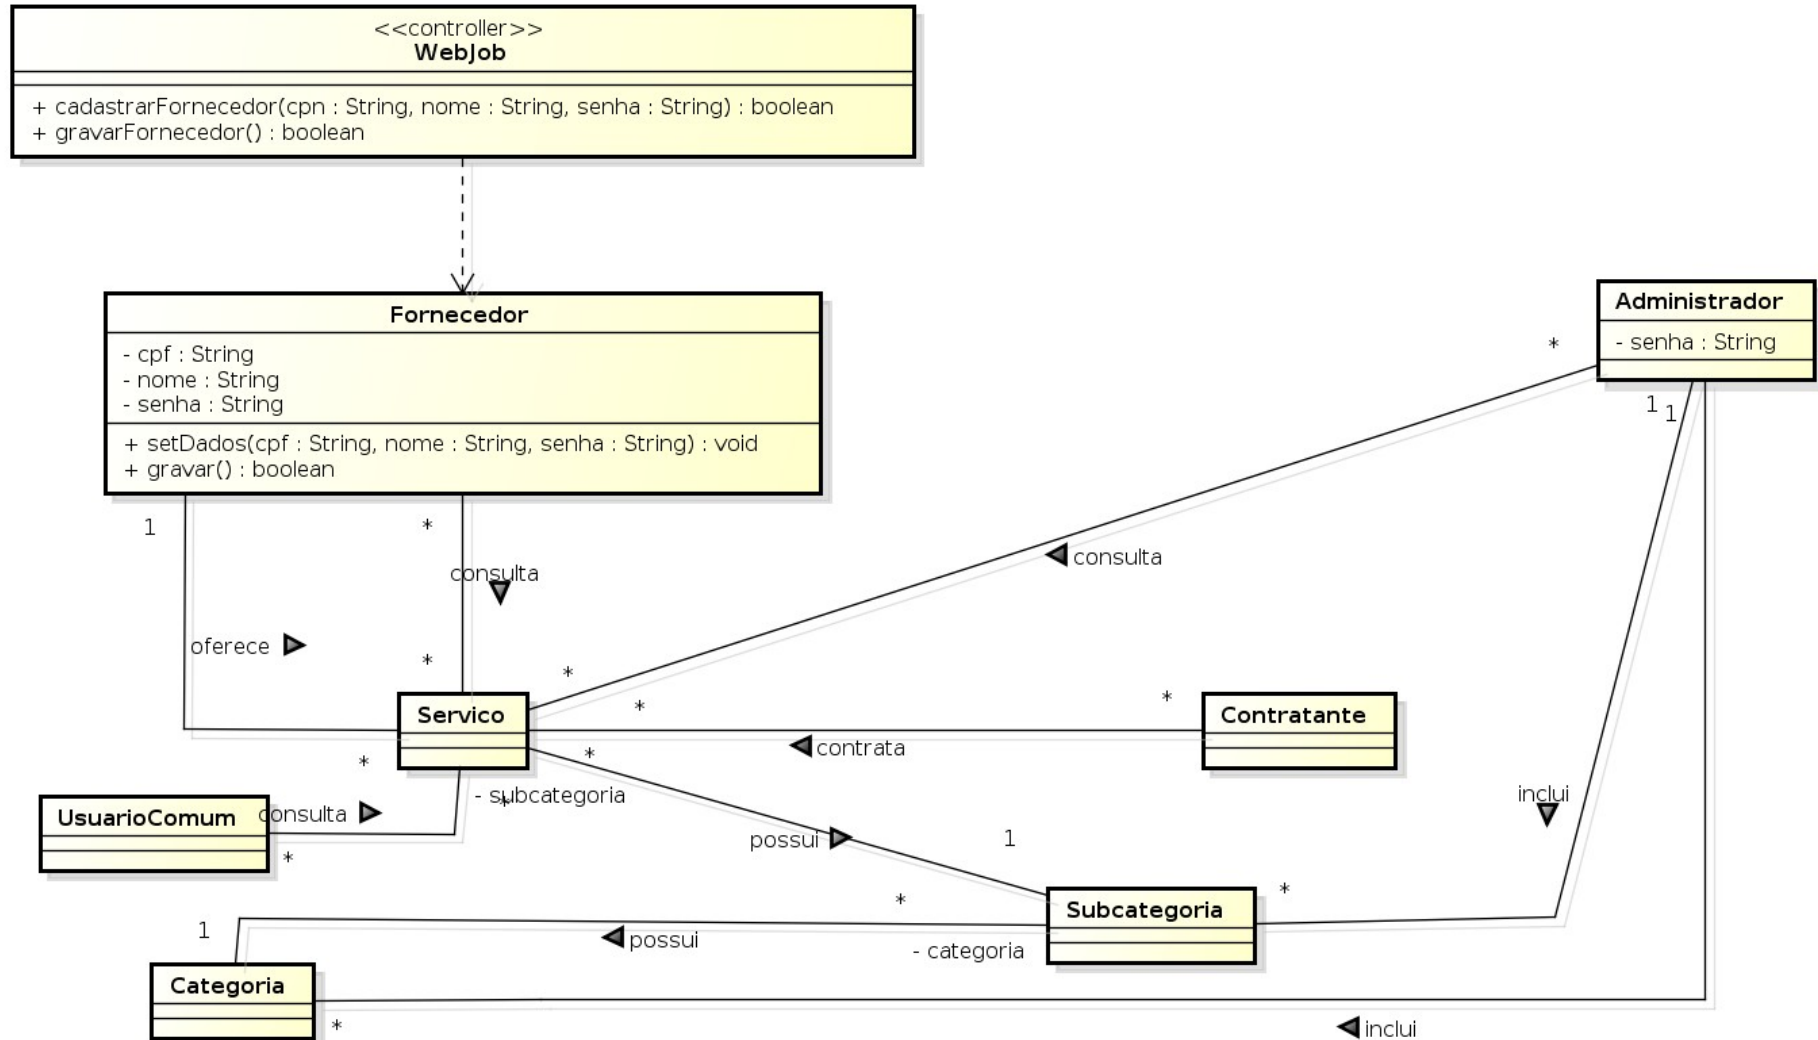 <<controller>>
WebJob
+ cadastrarFornecedor(cpn : String, nome : String, senha : String) : boolean
+ gravarFornecedor() : boolean
Fornecedor
- cpf : String
- nome : String
- senha : String
+ setDados(cpf : String, nome : String, senha : String) : void
+ gravar() : boolean
Administrador
- senha : String
*
1
1
1
*
consulta
consulta
oferece
*
*
*
*
Servico
Contratante
contrata
*
*
- subcategoria
*
UsuarioComum
consulta
*
inclui
possui
1
*
*
Subcategoria
1
possui
- categoria
Categoria
*
inclui